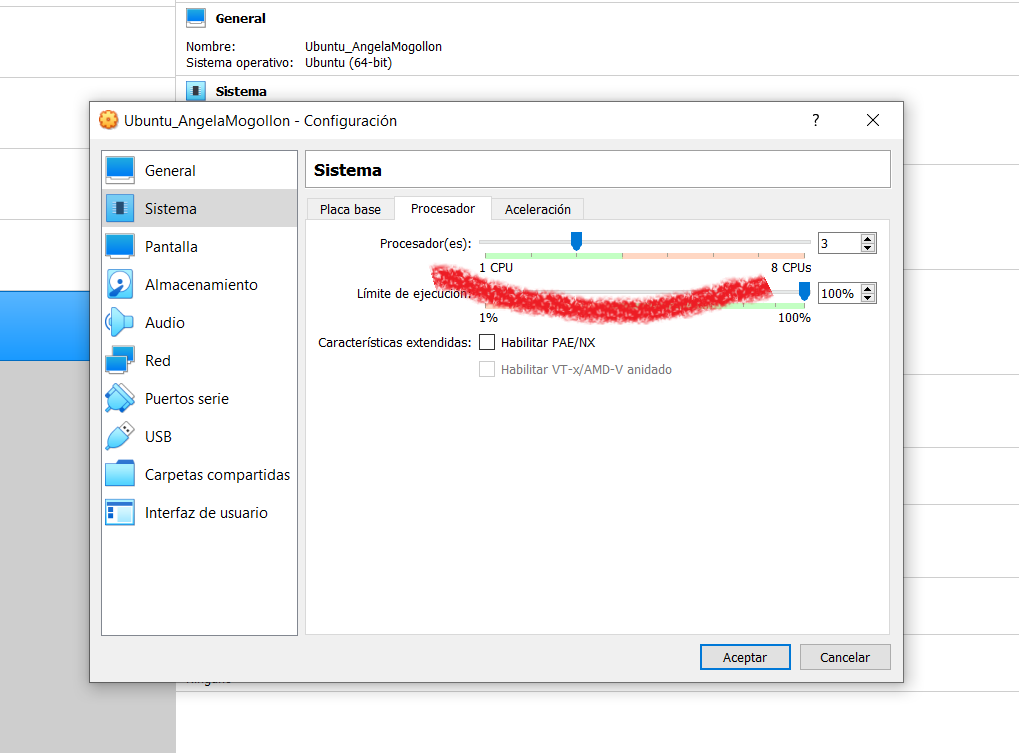 General
Nombre: Ubuntu_AngelaMogollon
Sistema operativo: Ubuntu (64-bit)
Sistema
Ubuntu_AngelaMogollon - Configuración
?
General
Sistema
Pantalla
Almacenamiento
Audio
Red
Puertos serie
USB
Carpetas compartidas
Interfaz de usuario
Sistema
Placa base Procesador Aceleración
Procesador(es): 3
1 CPU 8 CPUs
Límite de ejecución: 100%
1% 100%
Características extendidas: Habilitar PAE/NX
Habilitar VT-x/AMD-V anidado
Aceptar Cancelar